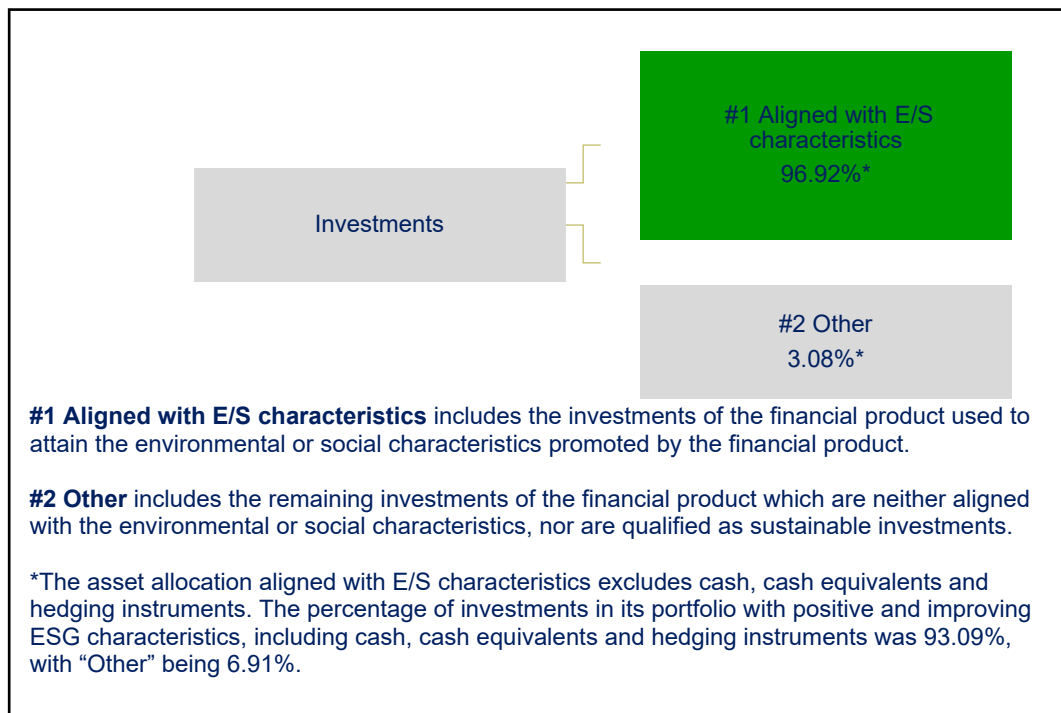 #1 Aligned with E/S
characteristics
96.92%*
Investments
#2 Other
3.08%*
#1 Aligned with E/S characteristics includes the investments of the financial product used to
attain the environmental or social characteristics promoted by the financial product.
#2 Other includes the remaining investments of the financial product which are neither aligned
with the environmental or social characteristics, nor are qualified as sustainable investments.
*The asset allocation aligned with E/S characteristics excludes cash, cash equivalents and
hedging instruments. The percentage of investments in its portfolio with positive and improving
ESG characteristics, including cash, cash equivalents and hedging instruments was 93.09%,
with “Other” being 6.91%.